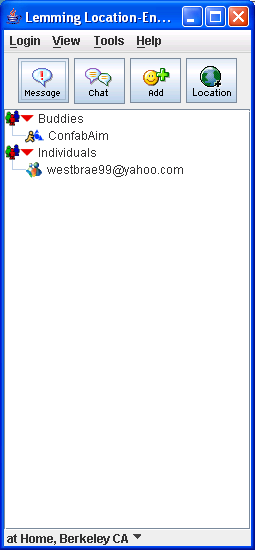 Lemming Location-En...
Login View Tools Help
Message Chat Add Location
Buddies
ConfabAim
Individuals
westbrae99@yahoo.com
at Home, Berkeley CA